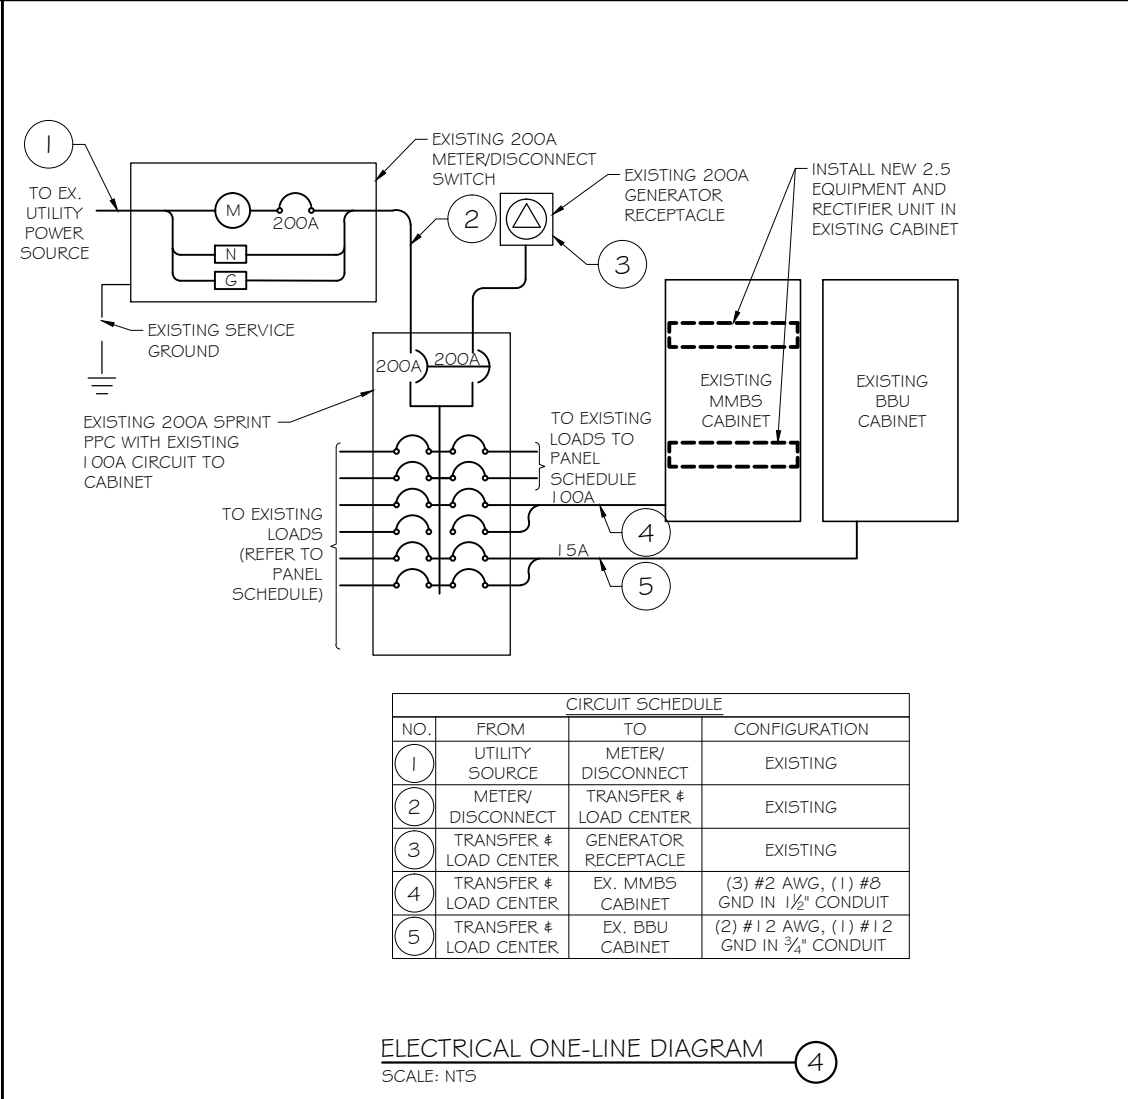 1
EXISTING 200A
METER/DISCONNECT
SWITCH
TO EX.
UTILITY
POWER
SOURCE
M
200A
N
G
2
EXISTING 200A
GENERATOR
RECEPTACLE
3
INSTALL NEW 2.5
EQUIPMENT AND
RECTIFIER UNIT IN
EXISTING CABINET
EXISTING SERVICE
GROUND
200A
200A
EXISTING
MMBS
CABINET
EXISTING
BBU
CABINET
EXISTING 200A SPRINT
PPC WITH EXISTING
100A CIRCUIT TO
CABINET
TO EXISTING
LOADS TO
PANEL
SCHEDULE
100A
4
TO EXISTING
LOADS
(REFER TO
PANEL
SCHEDULE)
15A
5
CIRCUIT SCHEDULE
NO. FROM TO CONFIGURATION
1
UTILITY
SOURCE
METER/
DISCONNECT
EXISTING
2
METER/
DISCONNECT
TRANSFER &
LOAD CENTER
EXISTING
3
TRANSFER &
LOAD CENTER
GENERATOR
RECEPTACLE
EXISTING
4
TRANSFER &
LOAD CENTER
EX. MMBS
CABINET
(3) #2 AWG, (1) #8
GND IN 1½" CONDUIT
5
TRANSFER &
LOAD CENTER
EX. BBU
CABINET
(2) #12 AWG, (1) #12
GND IN ¾" CONDUIT
ELECTRICAL ONE-LINE DIAGRAM
4
SCALE: NTS